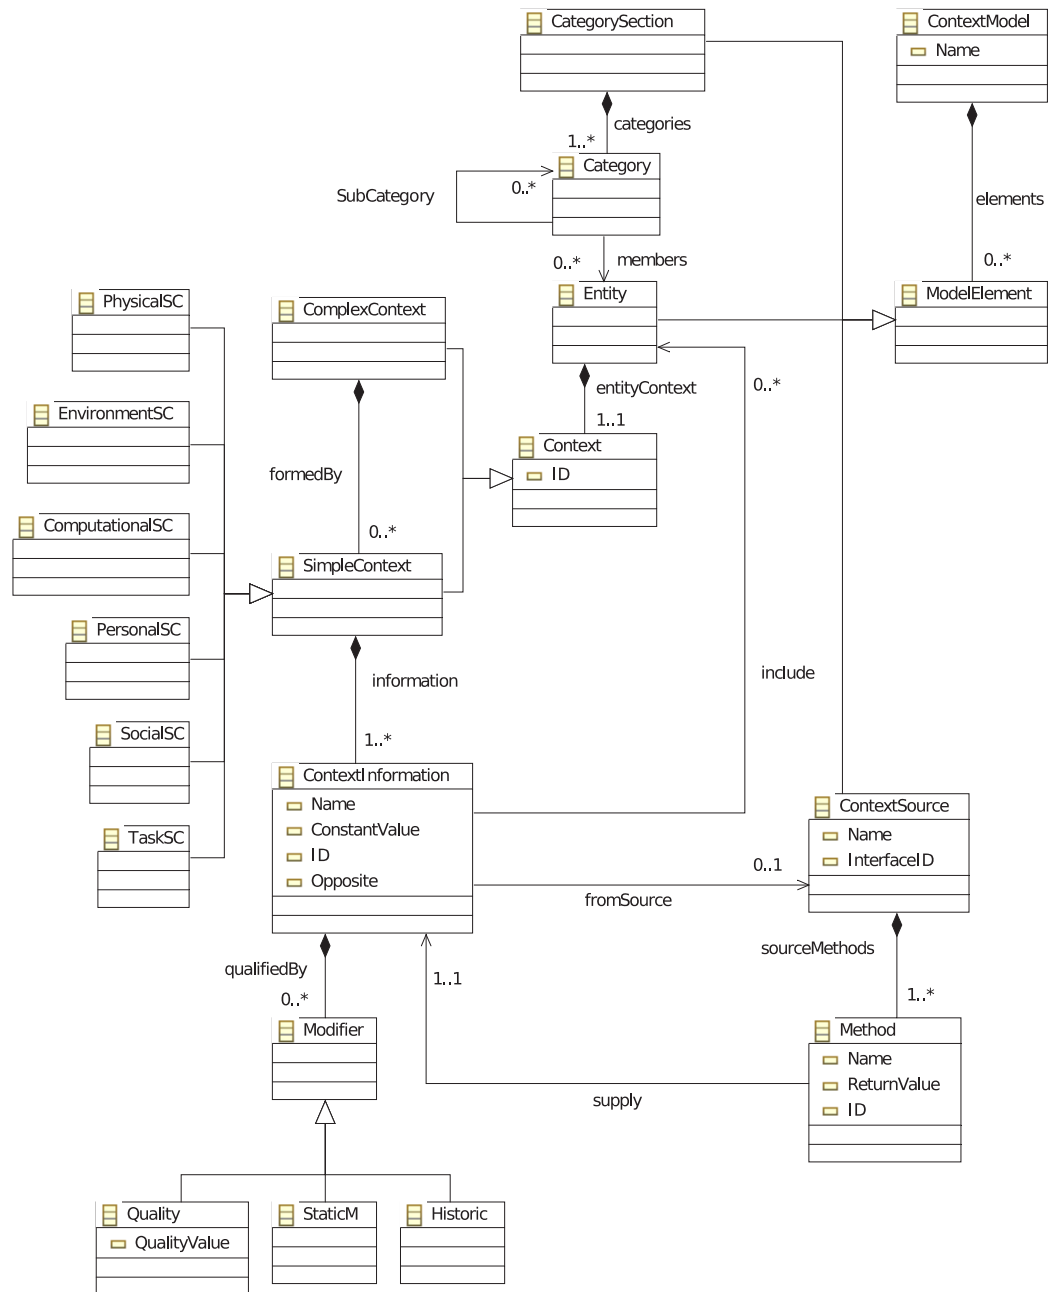 CategorySection
ContextModel
Name
categories
1..*
Category
0..*
SubCategory
elements
members
0..*
0..*
PhysicalSC
ComplexContext
Entity
ModelElement
entityContext
0..*
EnvironmentSC
1..1
Context
ID
formedBy
ComputationalSC
0..*
SimpleContext
PersonalSC
information
include
SocialSC
1..*
ContextInformation
Name
ConstantValue
ID
Opposite
ContextSource
Name
InterfaceID
TaskSC
0..1
fromSource
sourceMethods
qualifiedBy
1..1
0..*
1..*
Modifier
Method
Name
ReturnValue
ID
supply
Quality
QualityValue
StaticM
Historic